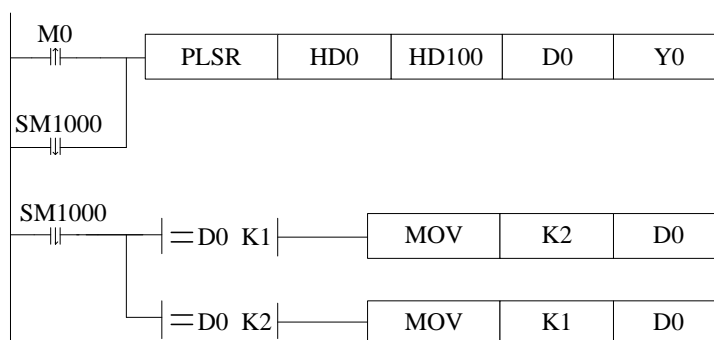 M0
PLSR HD0 HD100 D0 Y0
SM1000
SM1000
=D0 K1 MOV K2 D0
=D0 K2 MOV K1 D0